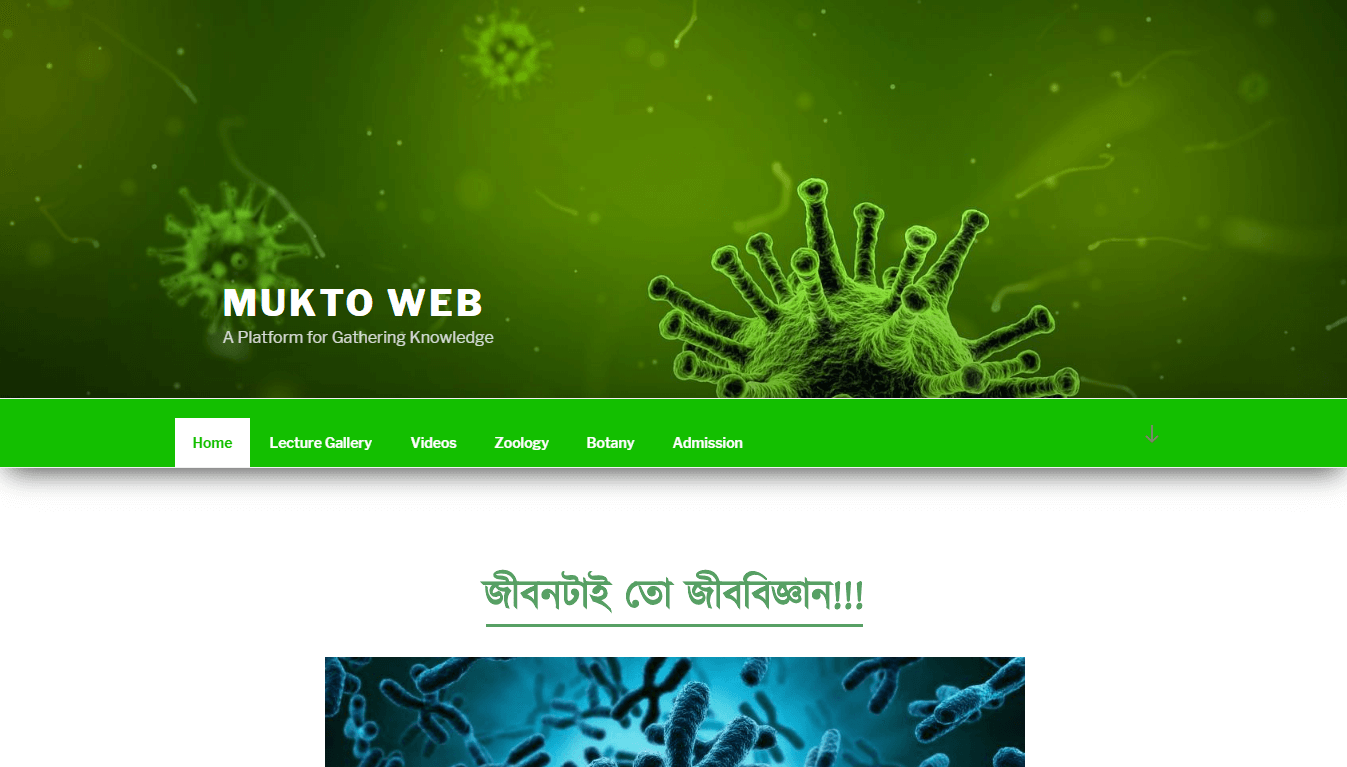 MUKTO WEB
A Platform for Gathering Knowledge
Home Lecture Gallery Videos Zoology Botany Admission
জীবনটাই তো জীববিজ্ঞান!!!